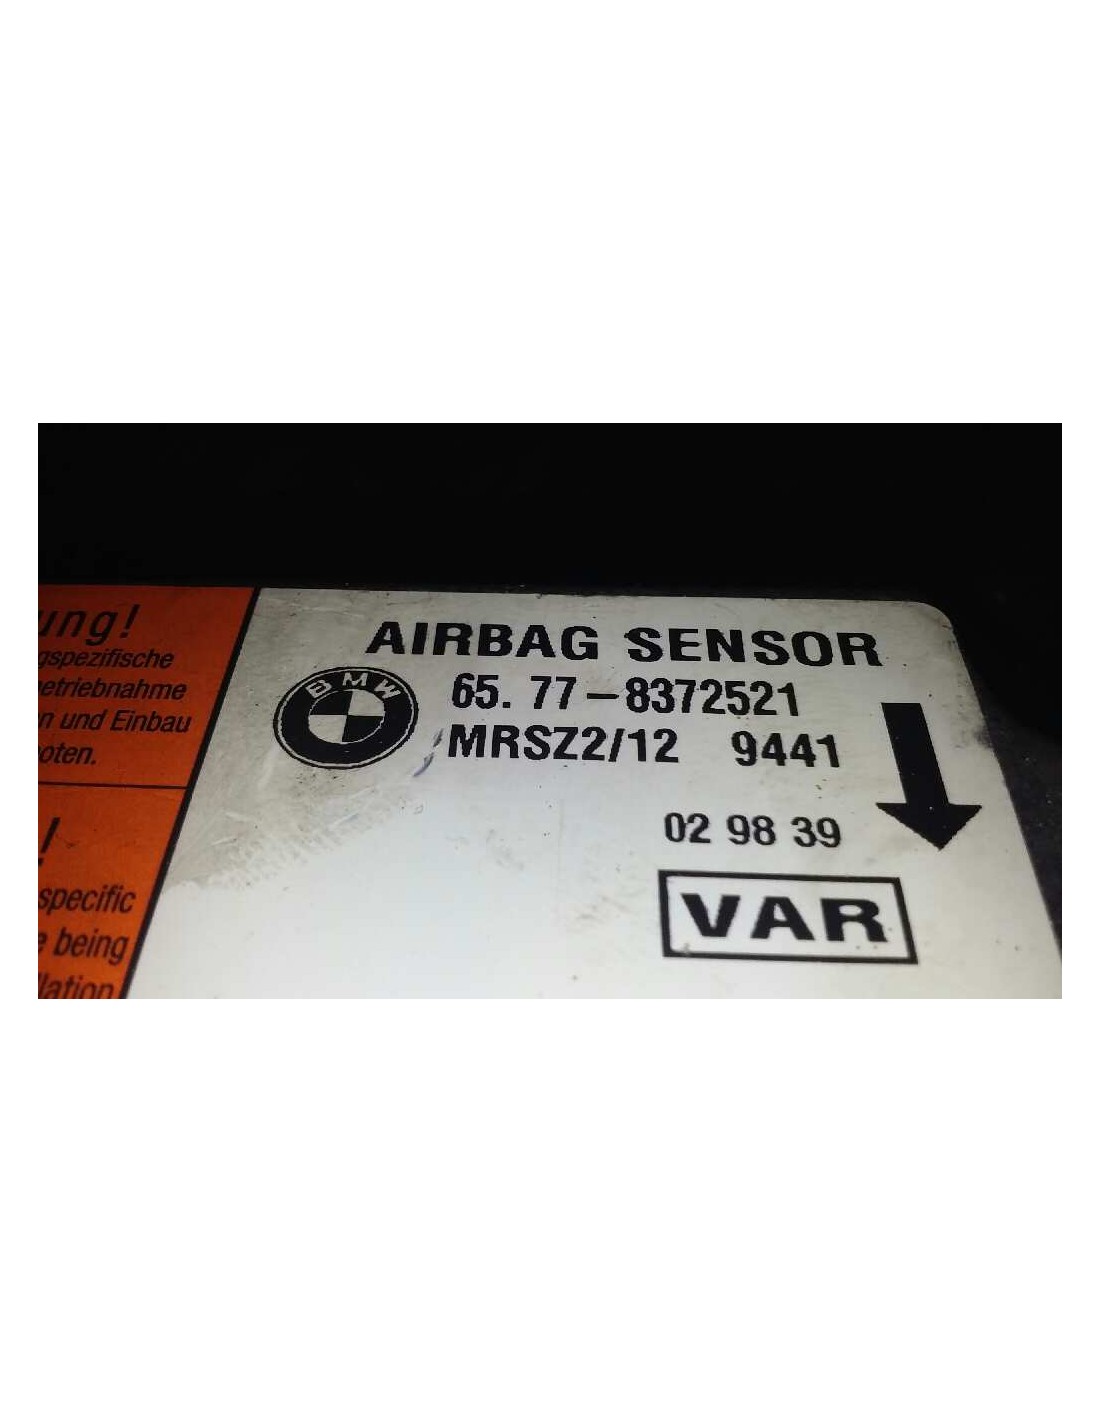 ung!
gspezifische
etriebnahme
n und Einbau
oten.
!
specific
e being
llation
AIRBAG SENSOR
BMW
65. 77-8372521
MRSZ2/12 9441
02 98 39
VAR